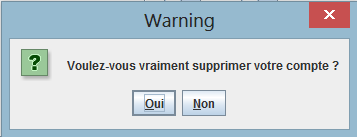 Warning
?
Voulez-vous vraiment supprimer votre compte ?
Oui
Non